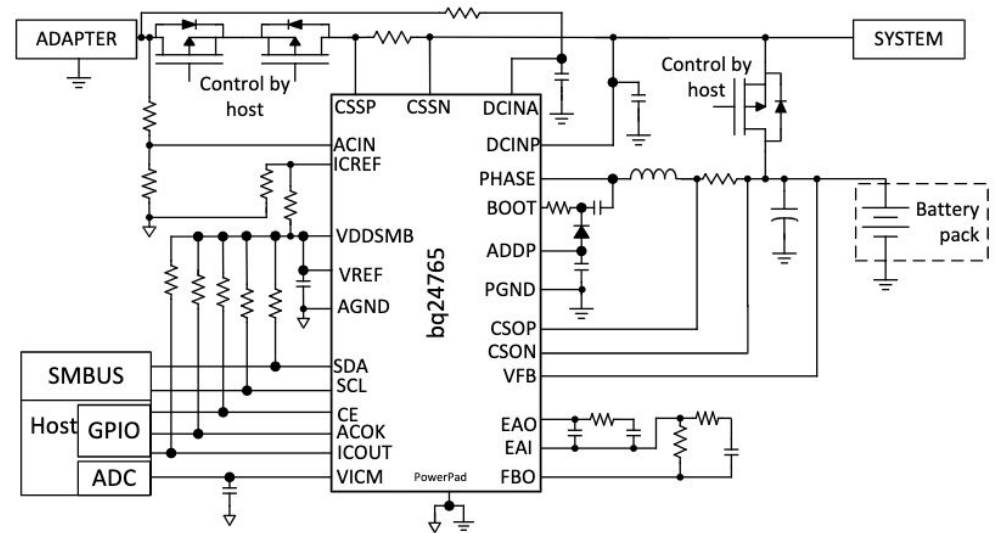 ADAPTER
SYSTEM
Control by
host
Control by
host
CSSP
CSSN
DCINA
ACIN
ICREF
DCINP
PHASE
BOOT
VDDSMB
ADDP
VREF
AGND
PGND
bq24765
CSOP
CSON
VFB
Battery
pack
SMBUS
SDA
SCL
Host
GPIO
CE
ACOK
ICOUT
EAO
EAI
ADC
VICM
PowerPad
FBO